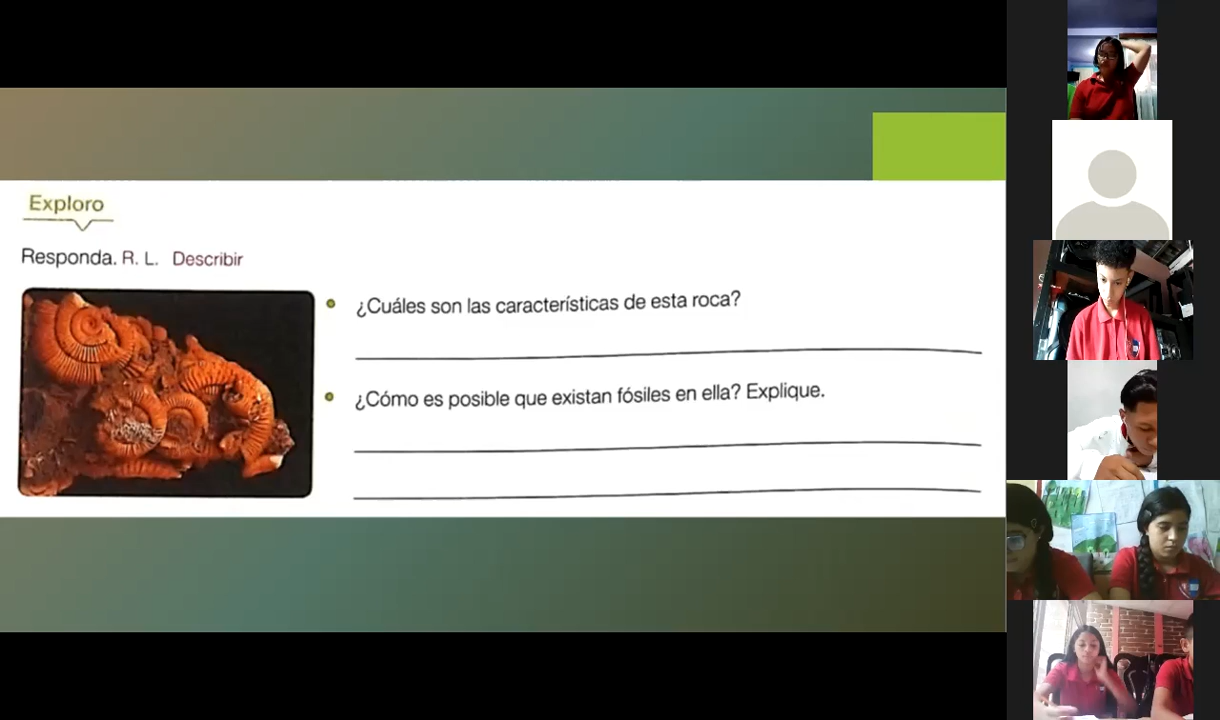 Exploro
Responda. R. L. Describir
¿Cuáles son las características de esta roca?
¿Cómo es posible que existan fósiles en ella? Explique.